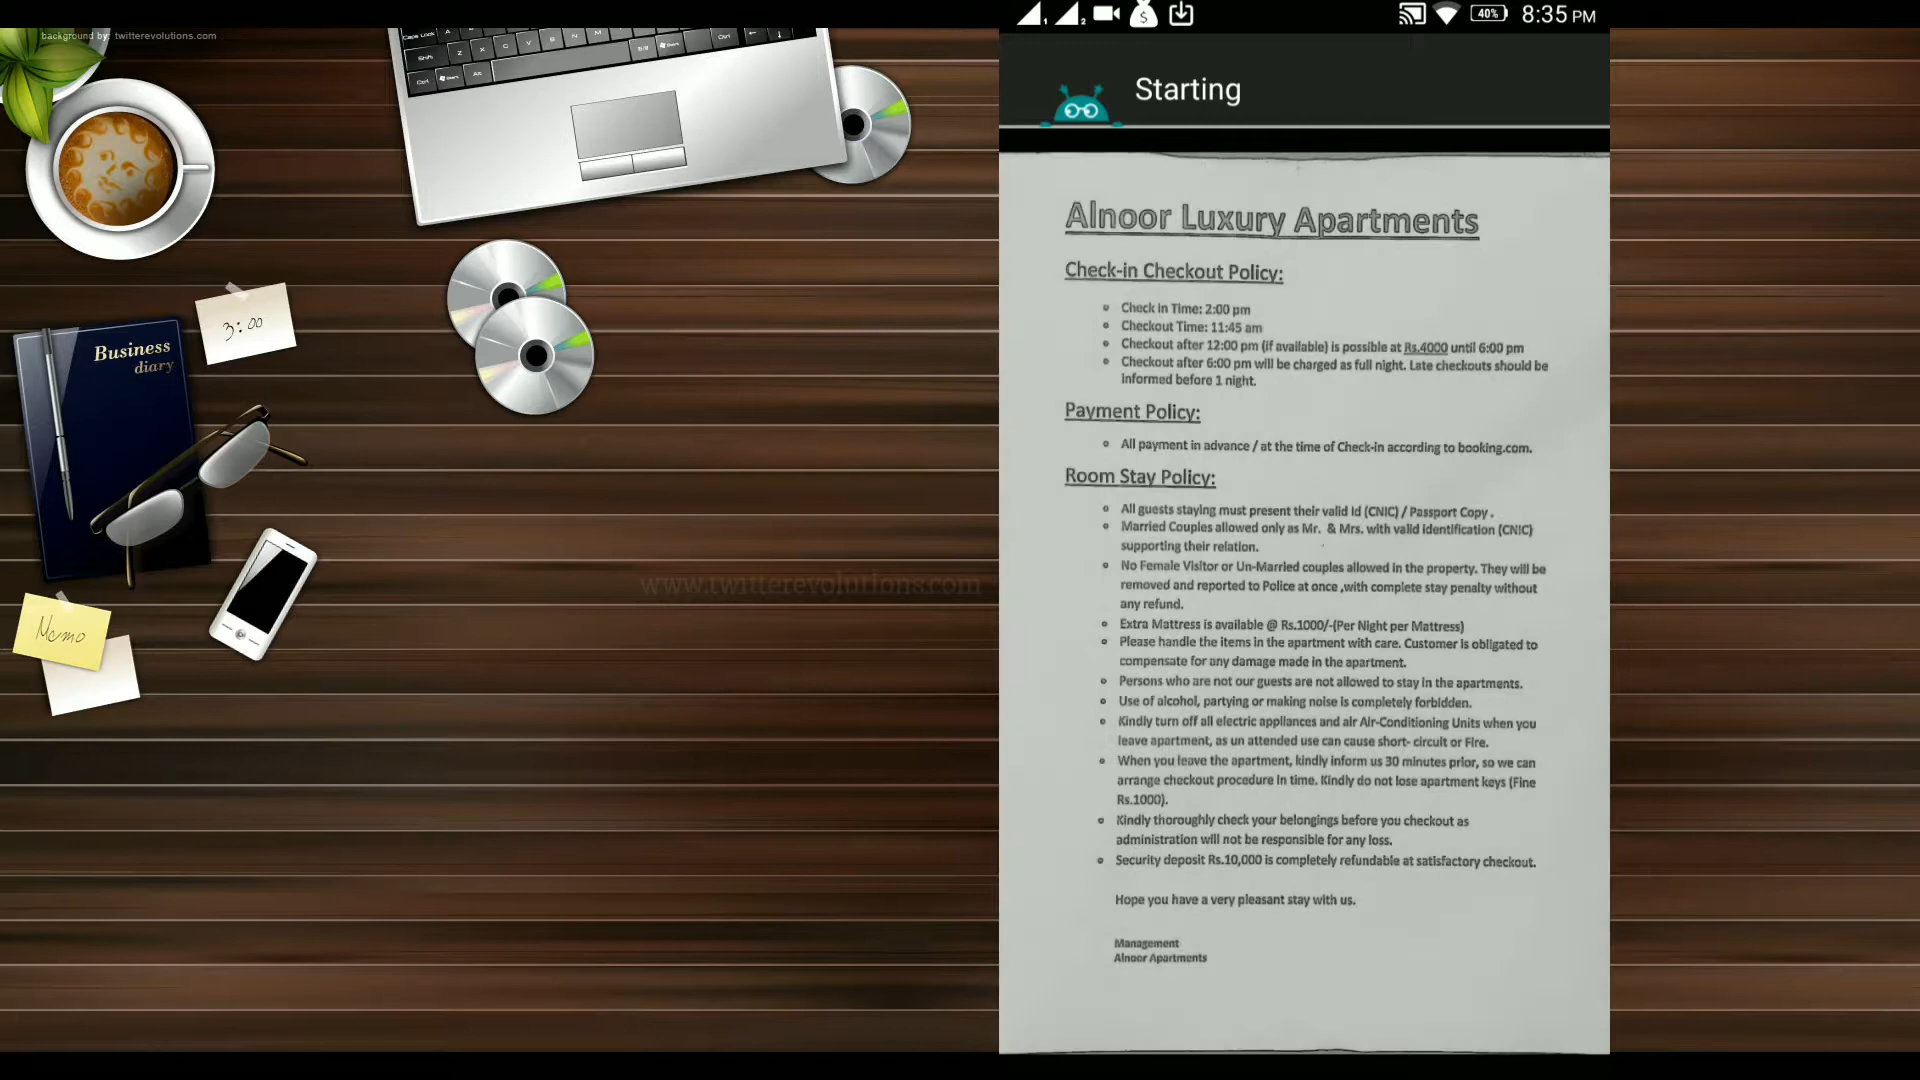 background by: twitterevolutions.com
Caps Lock
Shift
Z
X
C
V
B
N
M
Ctrl
Alt
Ctrl
3:00
Business
diary
Memo
www.twitterevolutions.com
1 2 $ 40% 8:35 PM
Starting
Alnoor Luxury Apartments
Check-in Checkout Policy:
Check in Time: 2:00 pm
Checkout Time: 11:45 am
Checkout after 12:00 pm (if available) is possible at Rs.4000 until 6:00 pm
Checkout after 6:00 pm will be charged as full night. Late checkouts should be
informed before 1 night.
Payment Policy:
All payment in advance / at the time of Check-in according to booking.com.
Room Stay Policy:
All guests staying must present their valid Id (CNIC) / Passport Copy .
Married Couples allowed only as Mr. & Mrs. with valid identification (CNIC)
supporting their relation.
No Female Visitor or Un-Married couples allowed in the property. They will be
removed and reported to Police at once ,with complete stay penalty without
any refund.
Extra Mattress is available @ Rs.1000/-(Per Night per Mattress)
Please handle the items in the apartment with care. Customer is obligated to
compensate for any damage made in the apartment.
Persons who are not our guests are not allowed to stay in the apartments.
Use of alcohol, partying or making noise is completely forbidden.
Kindly turn off all electric appliances and air Air-Conditioning Units when you
leave apartment, as un attended use can cause short- circuit or Fire.
When you leave the apartment, kindly inform us 30 minutes prior, so we can
arrange checkout procedure in time. Kindly do not lose apartment keys (Fine
Rs.1000).
Kindly thoroughly check your belongings before you checkout as
administration will not be responsible for any loss.
Security deposit Rs.10,000 is completely refundable at satisfactory checkout.
Hope you have a very pleasant stay with us.
Management
Alnoor Apartments